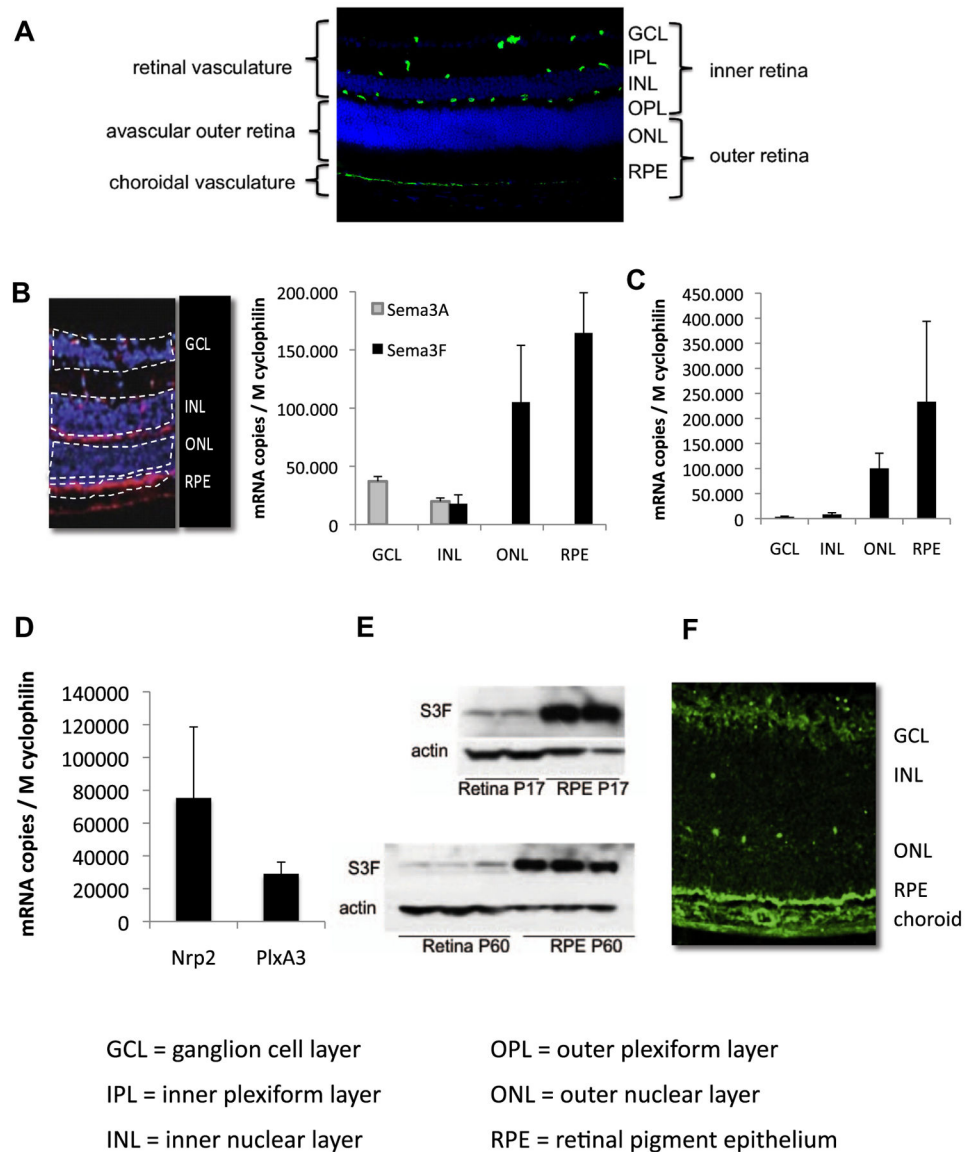 A
retinal vasculature
avascular outer retina
choroidal vasculature
GCL
IPL
INL
OPL
ONL
RPE
inner retina
outer retina
B
GCL
INL
ONL
RPE
mRNA copies / M cyclophilin
200.000
150.000
100.000
50.000
0
Sema3A
Sema3F
GCL INL ONL RPE
C
mRNA copies / M cyclophilin
450.000
400.000
350.000
300.000
250.000
200.000
150.000
100.000
50.000
0
GCL INL ONL RPE
D
mRNA copies / M cyclophilin
140000
120000
100000
80000
60000
40000
20000
0
Nrp2 PlxA3
E
S3F
actin
Retina P17 RPE P17
S3F
actin
Retina P60 RPE P60
F
GCL
INL
ONL
RPE
choroid
GCL = ganglion cell layer
IPL = inner plexiform layer
INL = inner nuclear layer
OPL = outer plexiform layer
ONL = outer nuclear layer
RPE = retinal pigment epithelium